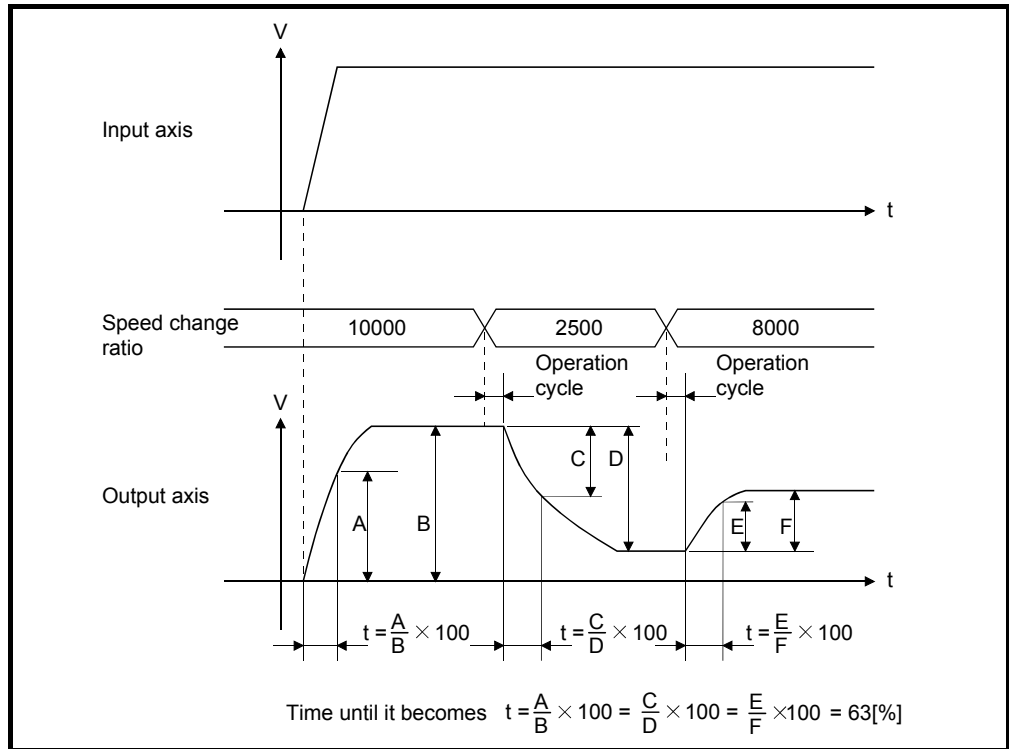 V
Input axis
t
Speed change
ratio
10000
2500
8000
Operation
cycle
Operation
cycle
V
Output axis
A
B
C
D
E
F
t
t = A/B × 100
t = C/D × 100
t = E/F × 100
Time until it becomes t = A/B × 100 = C/D × 100 = E/F ×100 = 63[%]